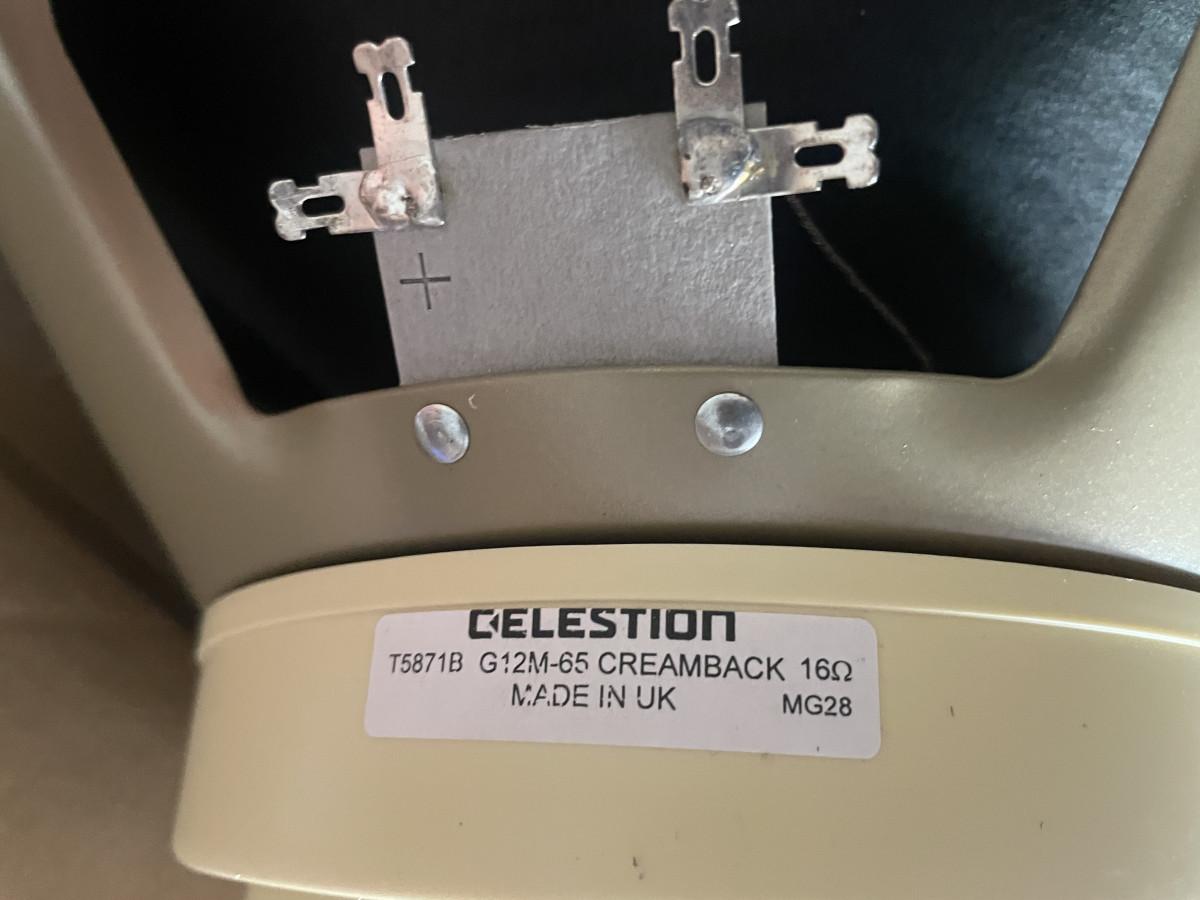 +
CELESTION
T5871B G12M-65 CREAMBACK 16Ω
MADE IN UK MG28